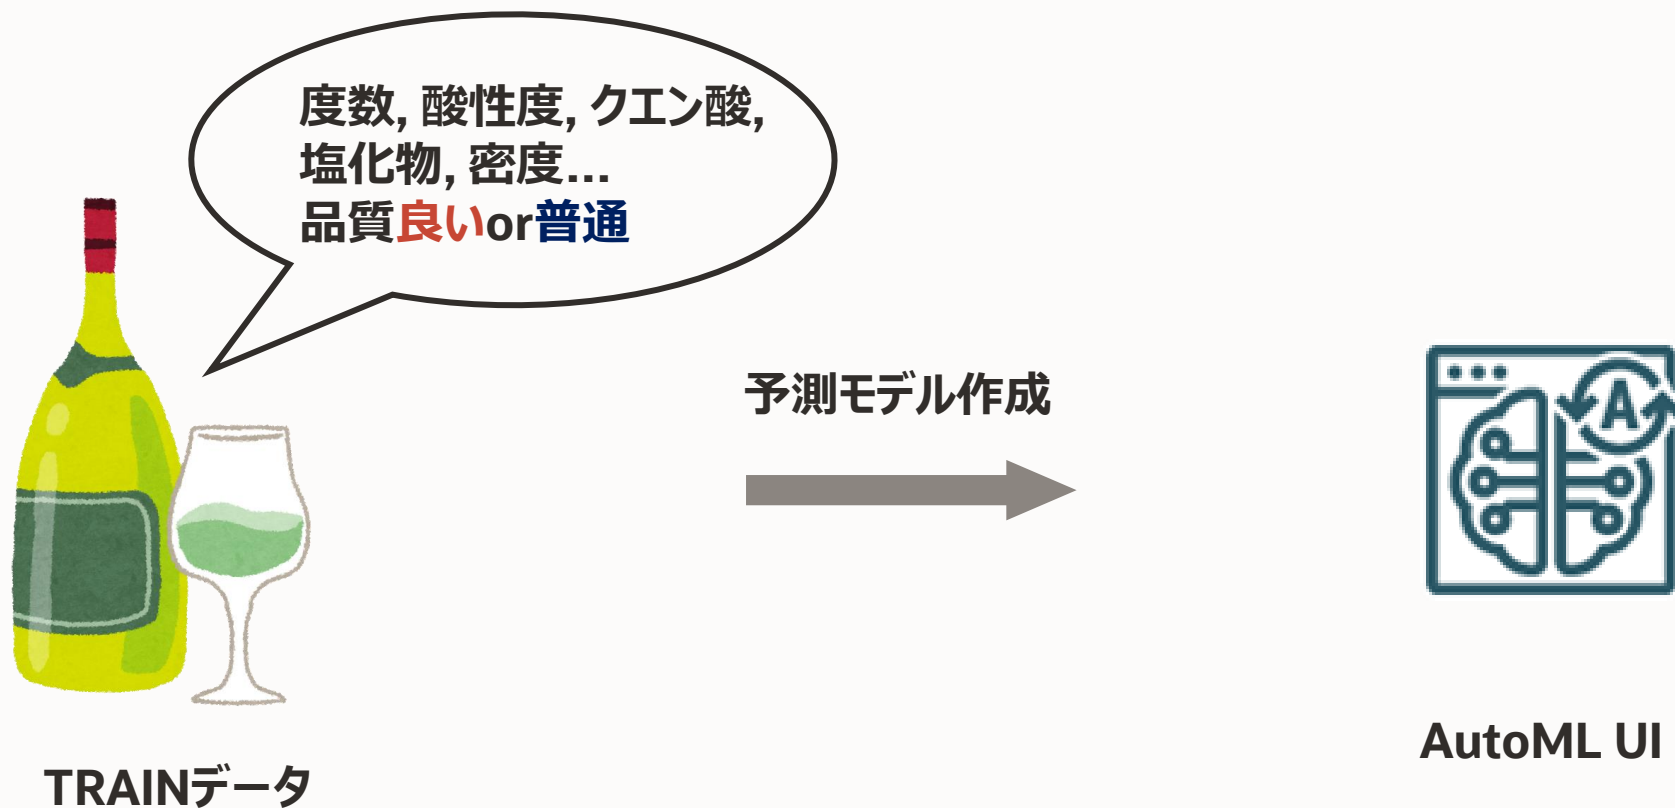 度数, 酸性度, クエン酸,
塩化物, 密度...
品質良いor普通
予測モデル作成
A
AutoML UI
TRAINデータ